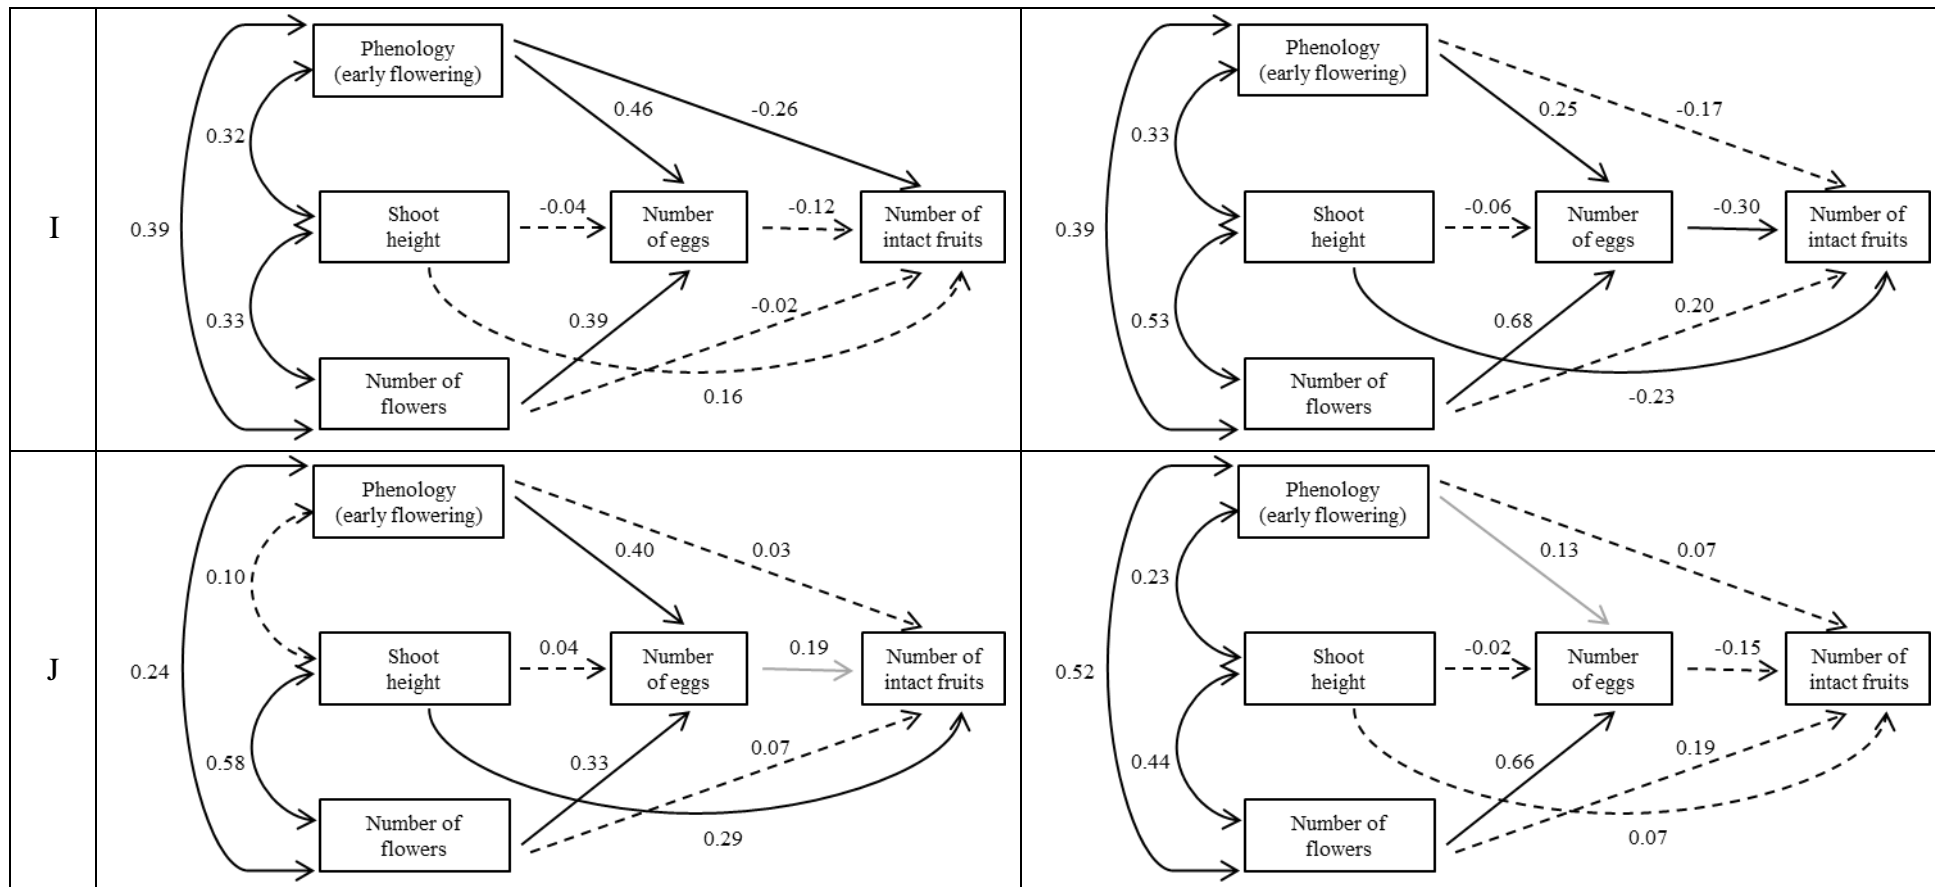 I
Phenology
(early flowering)
0.46
-0.26
0.32
0.39
Shoot
height
-0.04
Number
of eggs
-0.12
Number of
intact fruits
0.33
0.39
-0.02
Number of
flowers
0.16
Phenology
(early flowering)
0.25
-0.17
0.33
0.39
Shoot
height
-0.06
Number
of eggs
-0.30
Number of
intact fruits
0.53
0.68
0.20
Number of
flowers
-0.23
J
Phenology
(early flowering)
0.40
0.03
0.10
0.24
Shoot
height
0.04
Number
of eggs
0.19
Number of
intact fruits
0.58
0.33
0.07
Number of
flowers
0.29
Phenology
(early flowering)
0.13
0.07
0.23
0.52
Shoot
height
-0.02
Number
of eggs
-0.15
Number of
intact fruits
0.44
0.66
0.19
Number of
flowers
0.07